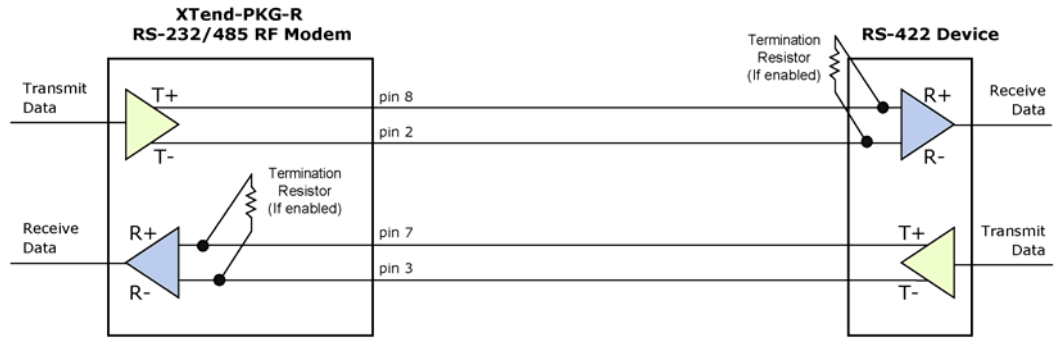 XTend-PKG-R
RS-232/485 RF Modem
RS-422 Device
Termination
Resistor
(If enabled)
Transmit
Data
T+
T-
pin 8
pin 2
R+
R-
Receive
Data
Termination
Resistor
(If enabled)
Receive
Data
R+
R-
pin 7
pin 3
T+
T-
Transmit
Data